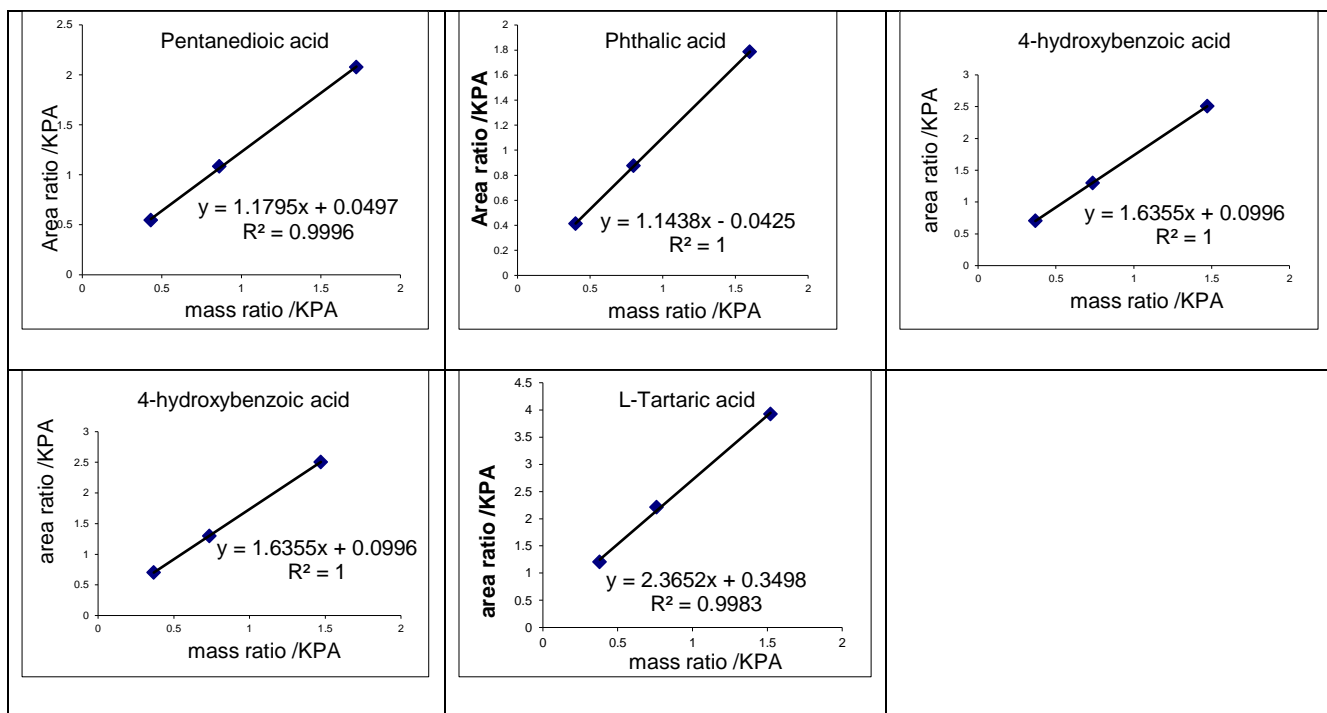 Pentanedioic acid
Area ratio /KPA
2.5
2
1.5
1
0.5
0
y = 1.1795x + 0.0497
R² = 0.9996
0 0.5 1 1.5 2
mass ratio /KPA
Phthalic acid
Area ratio /KPA
2
1.8
1.6
1.4
1.2
1
0.8
0.6
0.4
0.2
0
y = 1.1438x - 0.0425
R² = 1
0 0.5 1 1.5 2
mass ratio /KPA
4-hydroxybenzoic acid
area ratio /KPA
3
2.5
2
1.5
1
0.5
0
y = 1.6355x + 0.0996
R² = 1
0 0.5 1 1.5 2
mass ratio /KPA
4-hydroxybenzoic acid
area ratio /KPA
3
2.5
2
1.5
1
0.5
0
y = 1.6355x + 0.0996
R² = 1
0 0.5 1 1.5 2
mass ratio /KPA
L-Tartaric acid
area ratio /KPA
4.5
4
3.5
3
2.5
2
1.5
1
0.5
0
y = 2.3652x + 0.3498
R² = 0.9983
0 0.5 1 1.5 2
mass ratio /KPA